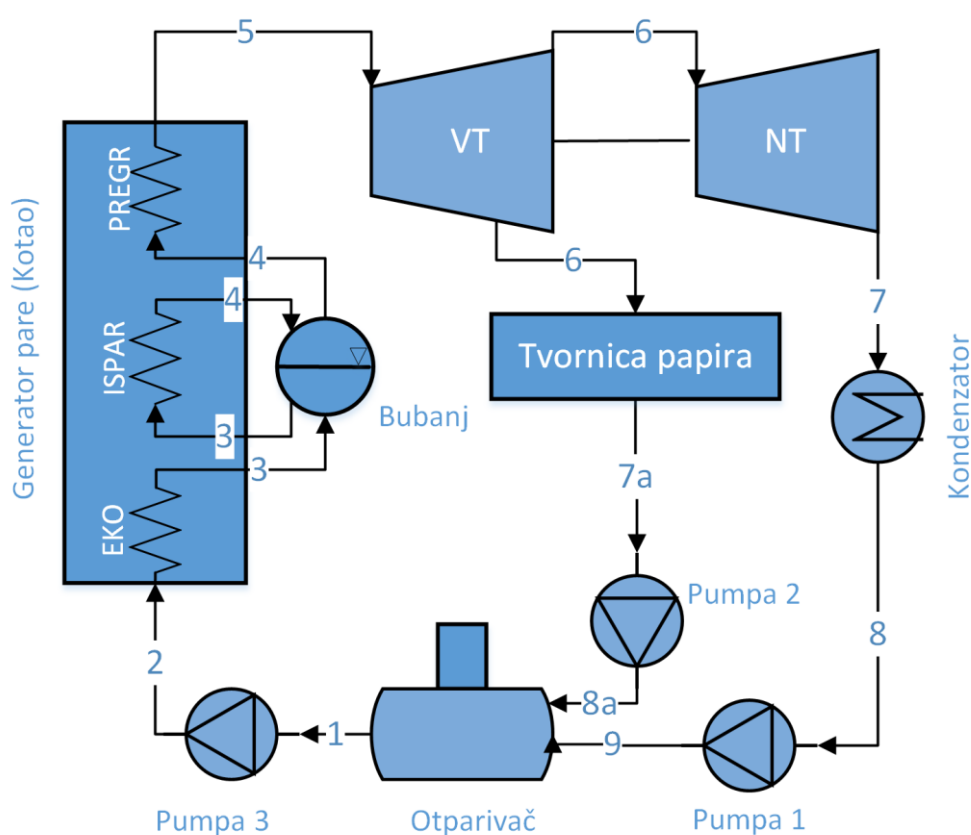 5
6
VT
NT
PREGR
Generator pare (Kotao)
4
6
4
7
ISPAR
Tvornica papira
Kondenzator
Bubanj
3
3
7a
EKO
Pumpa 2
8
2
8a
1
9
Pumpa 3
Otparivač
Pumpa 1